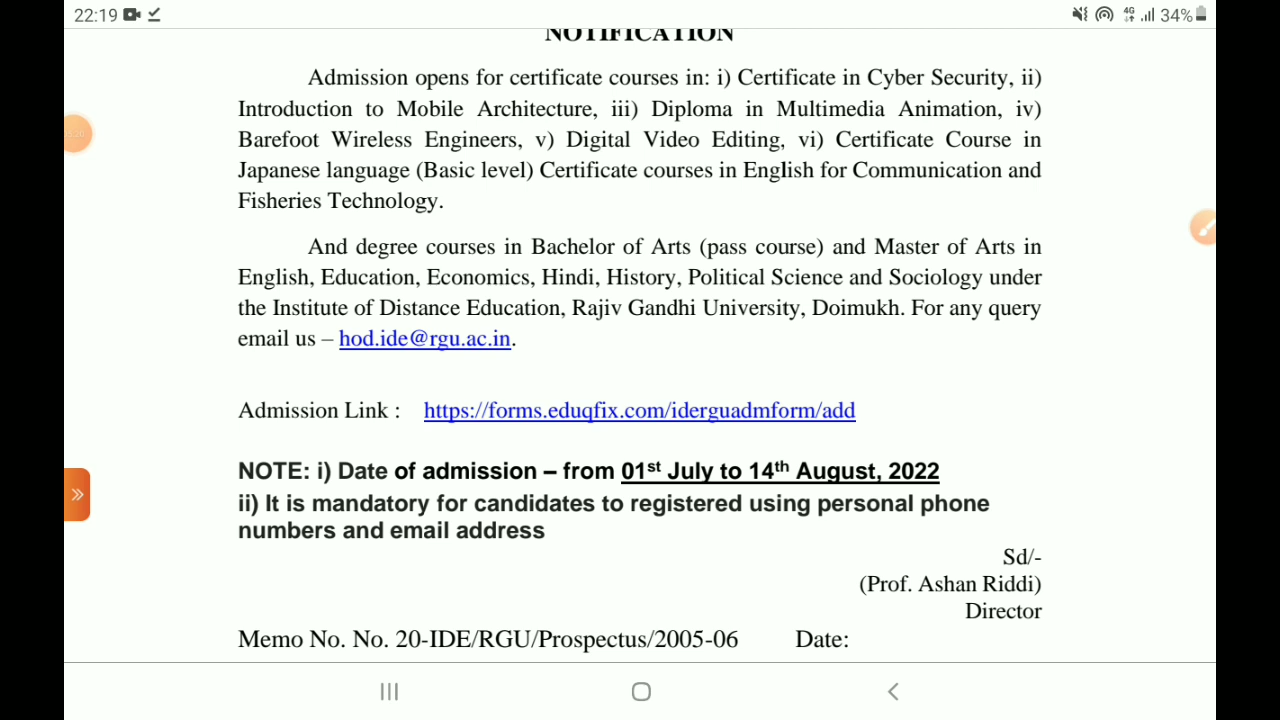 22:19
4G
34%
NOTIFICATION
Admission opens for certificate courses in: i) Certificate in Cyber Security, ii)
Introduction to Mobile Architecture, iii) Diploma in Multimedia Animation, iv)
Barefoot Wireless Engineers, v) Digital Video Editing, vi) Certificate Course in
Japanese language (Basic level) Certificate courses in English for Communication and
Fisheries Technology.
And degree courses in Bachelor of Arts (pass course) and Master of Arts in
English, Education, Economics, Hindi, History, Political Science and Sociology under
the Institute of Distance Education, Rajiv Gandhi University, Doimukh. For any query
email us – hod.ide@rgu.ac.in.
Admission Link : https://forms.eduqfix.com/iderguadmform/add
NOTE: i) Date of admission – from 01st July to 14th August, 2022
ii) It is mandatory for candidates to registered using personal phone
numbers and email address
Sd/-
(Prof. Ashan Riddi)
Director
Memo No. No. 20-IDE/RGU/Prospectus/2005-06 Date: